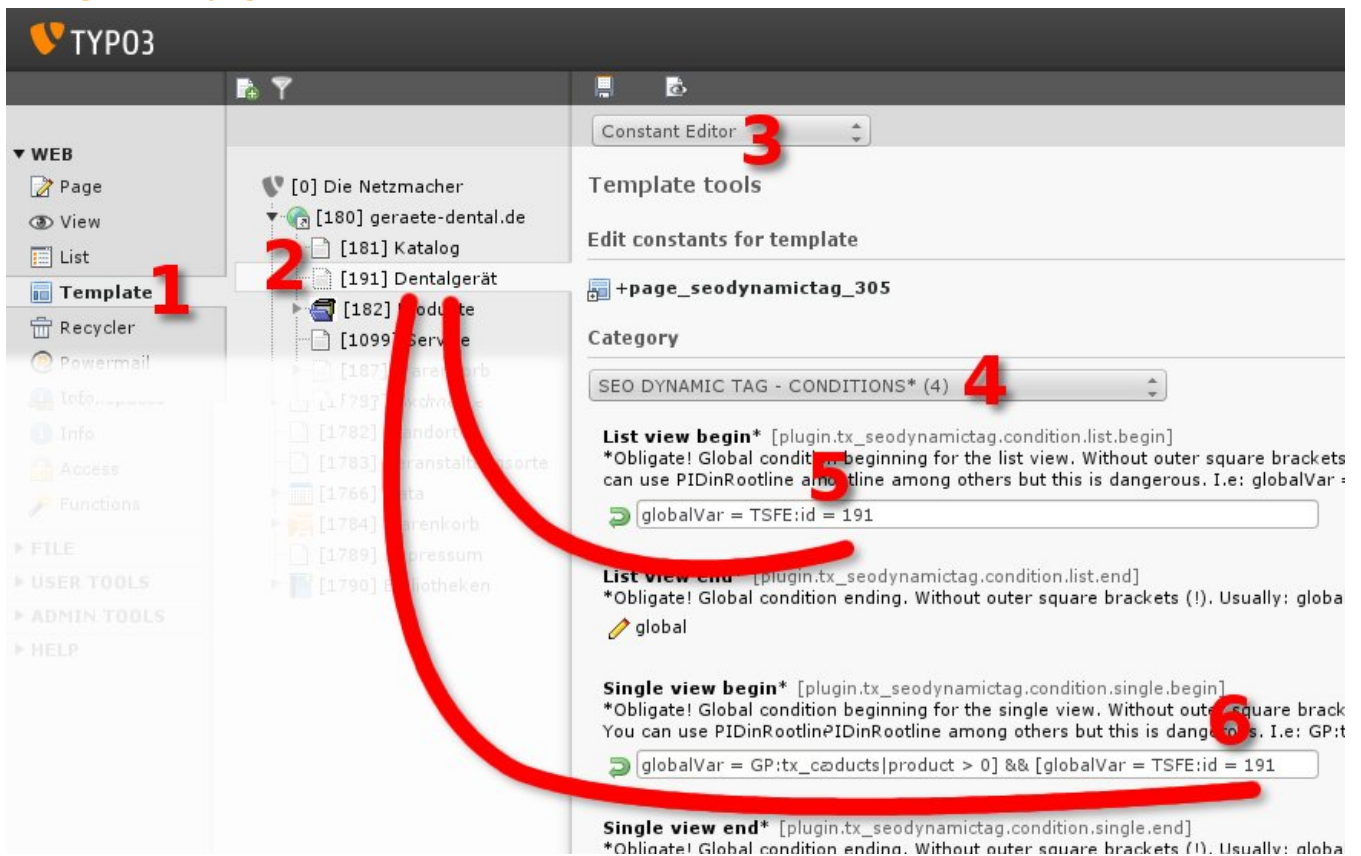 TYPO3
Constant Editor
3
WEB
Page
View
List
Template
1
Recycler
Powermail
Info
Access
Functions
FILE
USER TOOLS
ADMIN TOOLS
HELP
[0] Die Netzmacher
[180] geraete-dental.de
2
[181] Katalog
[191] Dentalgerät
[182]
[1099]
[187]
[1782]
[1783]
[1766]
[1784]
[1789]
[1790]
Template tools
Edit constants for template
+page_seodynamictag_305
Category
SEO DYNAMIC TAG - CONDITIONS* (4)
4
List view begin* [plugin.tx_seodynamictag.condition.list.begin]
*Obligate! Global condition beginning for the list view. Without outer square brackets
can use PIDinRootline among others but this is dangerous. I.e: globalVar =
5
globalVar = TSFE:id = 191
List view end* [plugin.tx_seodynamictag.condition.list.end]
*Obligate! Global condition ending. Without outer square brackets (!). Usually: globa
global
Single view begin* [plugin.tx_seodynamictag.condition.single.begin]
*Obligate! Global condition beginning for the single view. Without outer square brack
You can use PIDinRootline among others but this is dangerous. I.e: GP:t
6
globalVar = product > 0] && [globalVar = TSFE:id = 191
Single view end* [plugin.tx_seodynamictag.condition.single.end]
*Obligate! Global condition ending. Without outer square brackets (!). Usually: globa